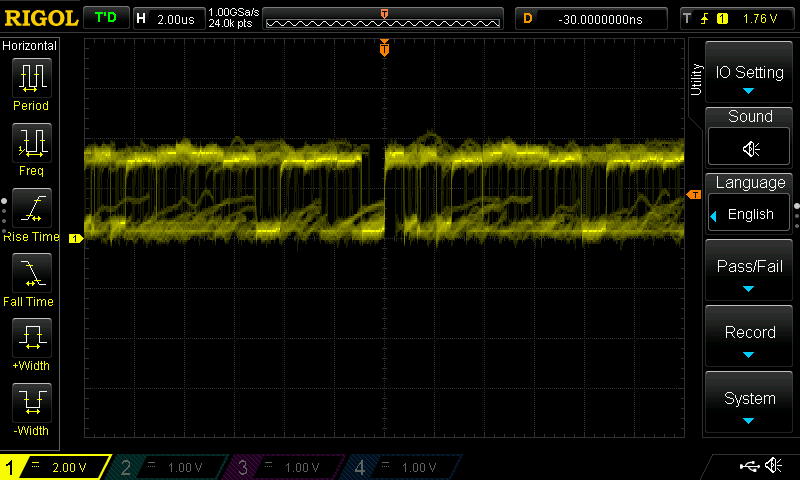 RIGOL T'D H 2.00us 1.00GSa/s 24.0k pts T D -30.0000000ns T 1 1.76 V
Horizontal
Period
Freq
Rise Time
Fall Time
+Width
-Width
T
T
1
Utility
IO Setting
Sound
Language
English
Pass/Fail
Record
System
1 2.00 V 2 1.00 V 3 1.00 V 4 1.00 V